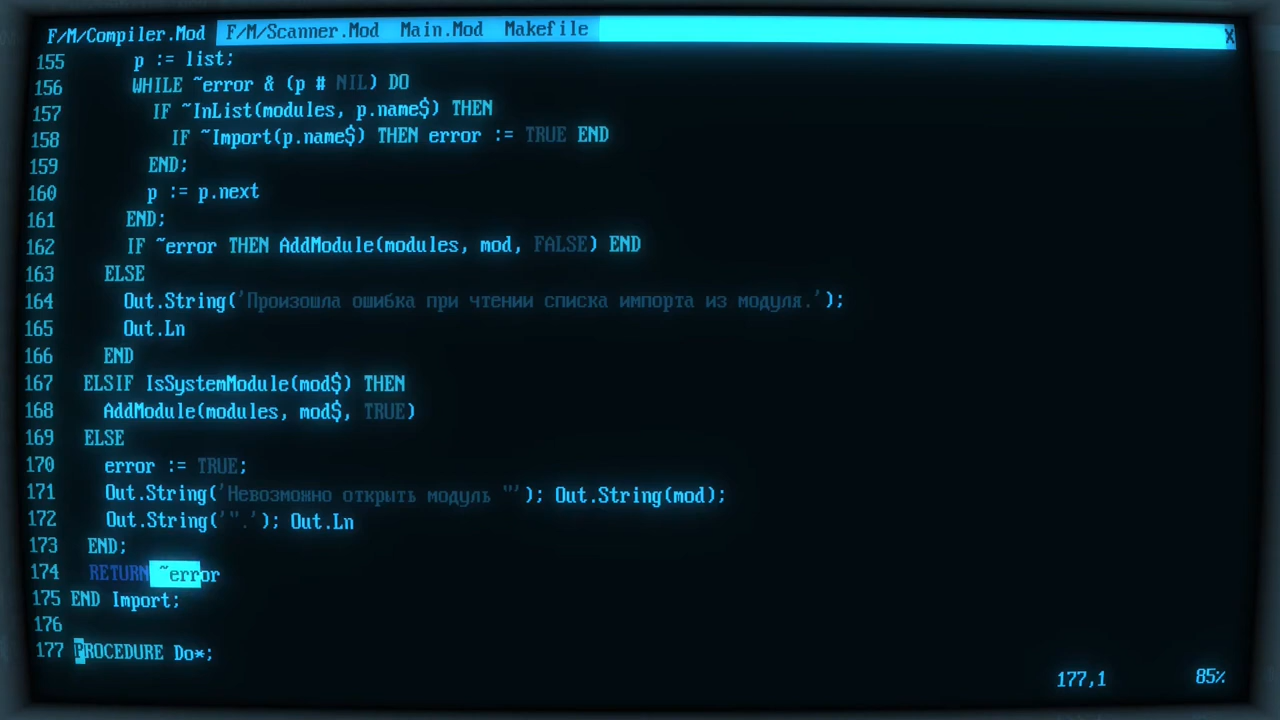 F/M/Compiler.Mod F/M/Scanner.Mod Main.Mod Makefile X
155 p := list;
156 WHILE ~error & (p # NIL) DO
157 IF ~InList(modules, p.name$) THEN
158 IF ~Import(p.name$) THEN error := TRUE END
159 END;
160 p := p.next
161 END;
162 IF ~error THEN AddModule(modules, mod, FALSE) END
163 ELSE
164 Out.String('Произошла ошибка при чтении списка импорта из модуля.');
165 Out.Ln
166 END
167 ELSIF IsSystemModule(mod$) THEN
168 AddModule(modules, mod$, TRUE)
169 ELSE
170 error := TRUE;
171 Out.String('Невозможно открыть модуль "'); Out.String(mod);
172 Out.String('".'); Out.Ln
173 END;
174 RETURN ~error
175 END Import;
176
177 PROCEDURE Do*;
177,1 85%